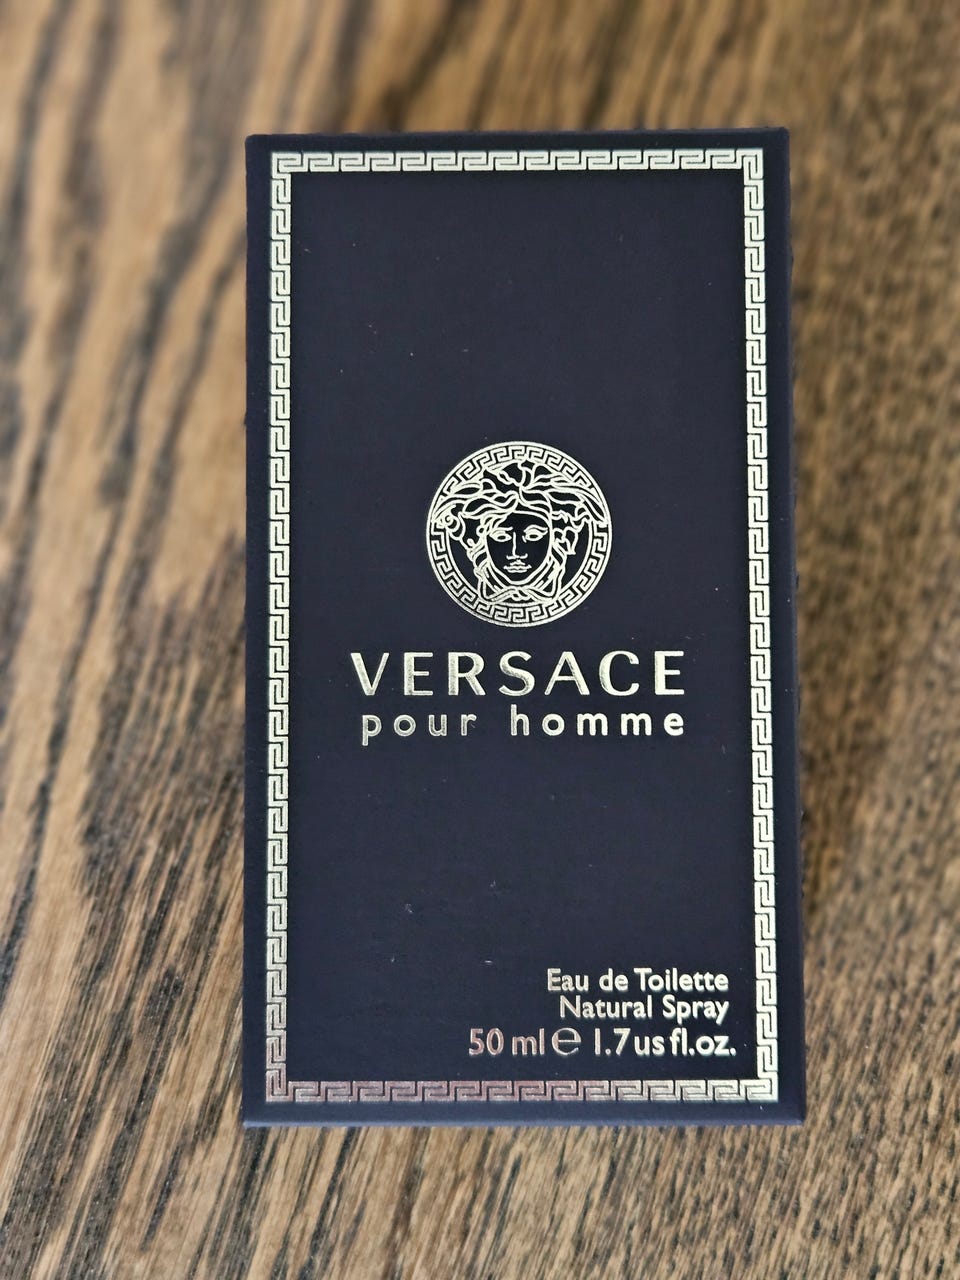 VERSACE
pour homme
Eau de Toilette
Natural Spray
50 ml ℮ 1.7 us fl.oz.